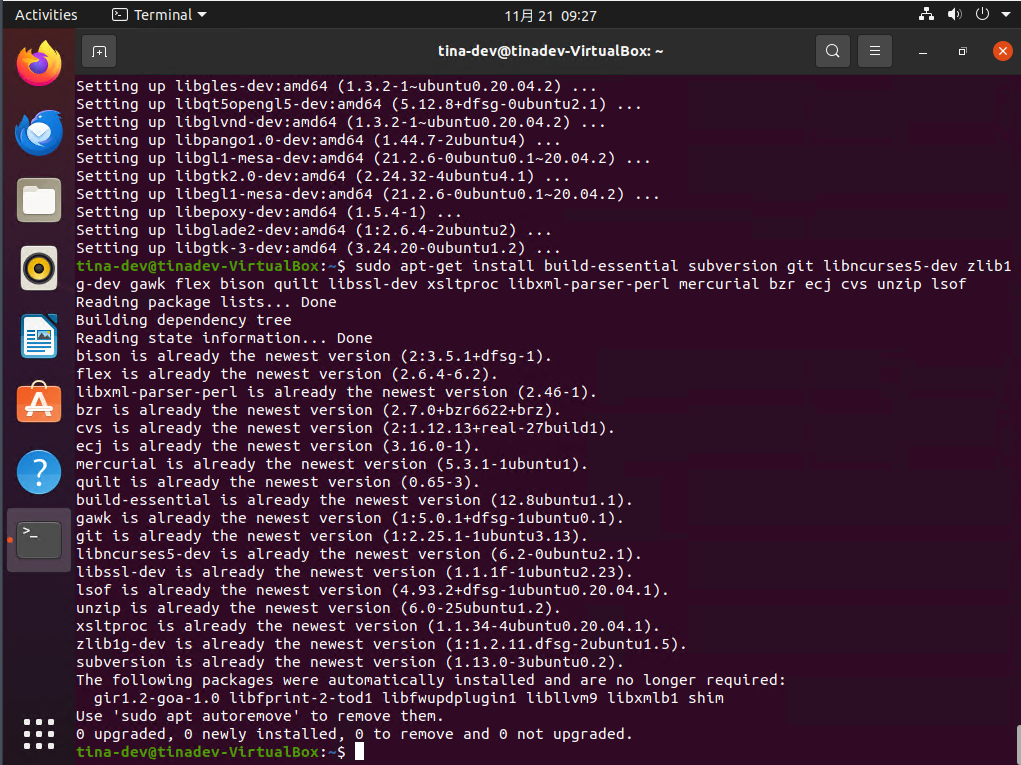 Activities Terminal 11月 21 09:27
tina-dev@tinadev-VirtualBox: ~
Setting up libgles-dev:amd64 (1.3.2-1~ubuntu0.20.04.2) ...
Setting up libqt5opengl5-dev:amd64 (5.12.8+dfsg-0ubuntu2.1) ...
Setting up libglvnd-dev:amd64 (1.3.2-1~ubuntu0.20.04.2) ...
Setting up libpango1.0-dev:amd64 (1.44.7-2ubuntu4) ...
Setting up libgl1-mesa-dev:amd64 (21.2.6-0ubuntu0.1~20.04.2) ...
Setting up libgtk2.0-dev:amd64 (2.24.32-4ubuntu4.1) ...
Setting up libegl1-mesa-dev:amd64 (21.2.6-0ubuntu0.1~20.04.2) ...
Setting up libepoxy-dev:amd64 (1.5.4-1) ...
Setting up libglade2-dev:amd64 (1:2.6.4-2ubuntu2) ...
Setting up libgtk-3-dev:amd64 (3.24.20-0ubuntu1.2) ...
tina-dev@tinadev-VirtualBox:~$ sudo apt-get install build-essential subversion git libncurses5-dev zlib1
g-dev gawk flex bison quilt libssl-dev xsltproc libxml-parser-perl mercurial bzr ecj cvs unzip lsof
Reading package lists... Done
Building dependency tree
Reading state information... Done
bison is already the newest version (2:3.5.1+dfsg-1).
flex is already the newest version (2.6.4-6.2).
libxml-parser-perl is already the newest version (2.46-1).
bzr is already the newest version (2.7.0+bzr6622+brz).
cvs is already the newest version (2:1.12.13+real-27build1).
ecj is already the newest version (3.16.0-1).
mercurial is already the newest version (5.3.1-1ubuntu1).
quilt is already the newest version (0.65-3).
build-essential is already the newest version (12.8ubuntu1.1).
gawk is already the newest version (1:5.0.1+dfsg-1ubuntu0.1).
git is already the newest version (1:2.25.1-1ubuntu3.13).
libncurses5-dev is already the newest version (6.2-0ubuntu2.1).
libssl-dev is already the newest version (1.1.1f-1ubuntu2.23).
lsof is already the newest version (4.93.2+dfsg-1ubuntu0.20.04.1).
unzip is already the newest version (6.0-25ubuntu1.2).
xsltproc is already the newest version (1.1.34-4ubuntu0.20.04.1).
zlib1g-dev is already the newest version (1:1.2.11.dfsg-2ubuntu1.5).
subversion is already the newest version (1.13.0-3ubuntu0.2).
The following packages were automatically installed and are no longer required:
  gir1.2-goa-1.0 libfprint-2-tod1 libfwupdplugin1 libllvm9 libxmlb1 shim
Use 'sudo apt autoremove' to remove them.
0 upgraded, 0 newly installed, 0 to remove and 0 not upgraded.
tina-dev@tinadev-VirtualBox:~$